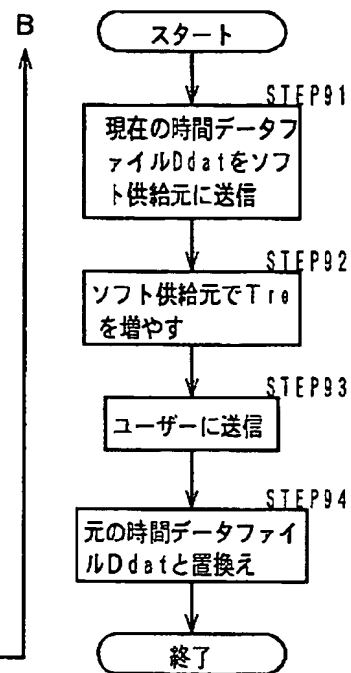 B
スタート
STEP91
現在の時間データフ
ァイルDdatをソフ
ト供給元に送信
STEP92
ソフト供給元でTre
を増やす
STEP93
ユーザーに送信
STEP94
元の時間データファイ
ルDdatと置換え
終了